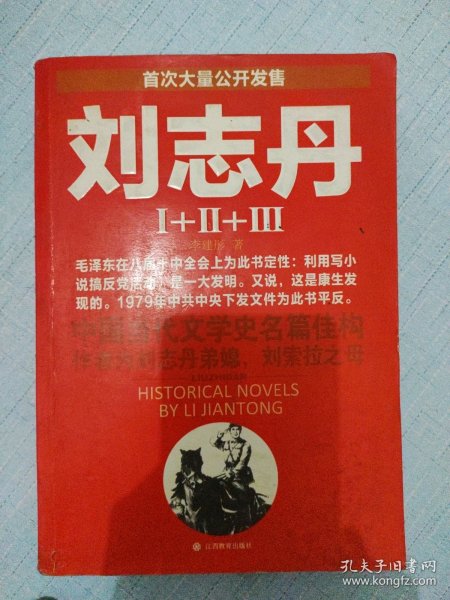 首次大量公开发售
刘志丹
I+II+III
李建彤 著
毛泽东在八届十中全会上为此书定性：利用写小
说搞反党活动，是一大发明。又说，这是康生发
现的。1979年中共中央下发文件为此书平反。
中国当代文学史名篇佳构
作者为刘志丹弟媳，刘索拉之母
HISTORICAL NOVELS
BY LI JIANTONG
江西教育出版社
孔夫子旧书网
www.kongfz.com